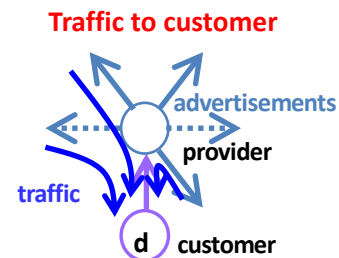 Traffic to customer
advertisements
provider
traffic
d
customer